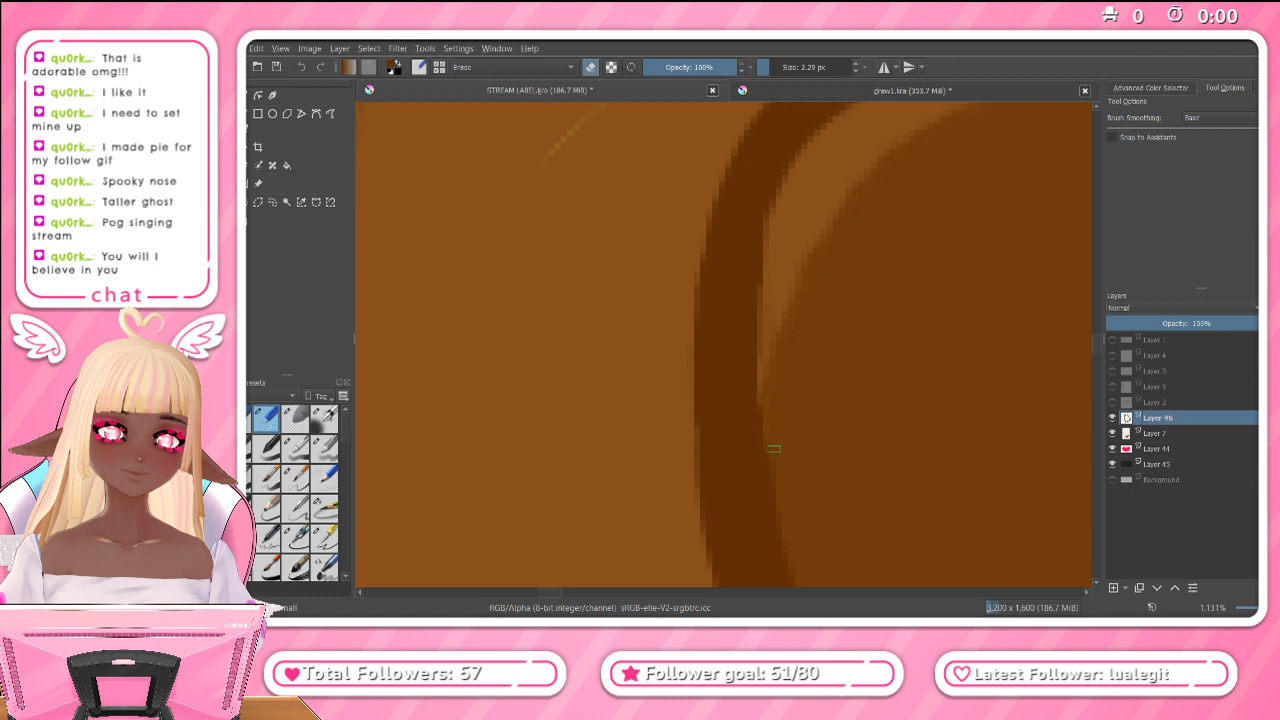 0 0:00
qu0rk_: That is
adorable omg!!!
qu0rk_: I like it
qu0rk_: I need to set
mine up
qu0rk_: I made pie for
my follow gif
qu0rk_: Spooky nose
qu0rk_: Taller ghost
qu0rk_: Pog singing
stream
qu0rk_: You will I
believe in you
chat
Edit View Image Layer Select Filter Tools Settings Window Help
Erase Opacity: 100% Size: 2.29 px
STREAM LABEL.kra (186.7 MiB) * graw1.kra (353.7 MiB) *
Advanced Color Selector Tool Options
Tool Options
Brush Smoothing: Basic
Snap to Assistants
Layers
Normal
Opacity: 100%
Layer 1
Layer 4
Layer 3
Layer 5
Layer 2
Layer 46
Layer 7
Layer 44
Layer 45
Background
esets
Tag
mall RGB/Alpha (8-bit integer/channel) sRGB-elle-V2-srgbtrc.icc 3,200 x 1,600 (186.7 MiB) 1,131%
Total Followers: 57 Follower goal: 51/80 Latest Follower: lualegit